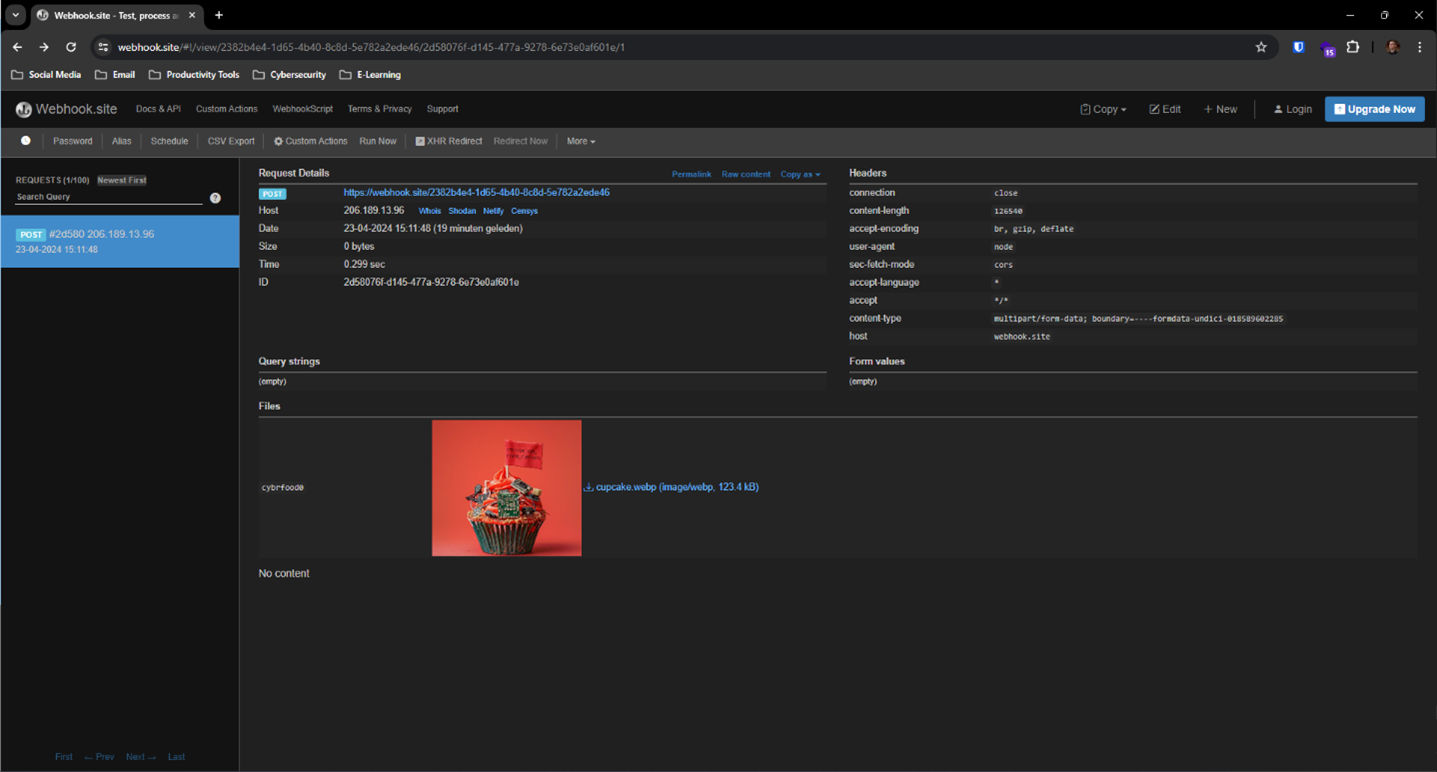 Webhook.site - Test, process a
webhook.site/#!/view/2382b4e4-1d65-4b40-8c8d-5e782a2ede46/2d58076f-d145-477a-9278-6e73e0af601e/1
15
Social Media Email Productivity Tools Cybersecurity E-Learning
Webhook.site Docs & API Custom Actions WebhookScript Terms & Privacy Support Copy Edit + New Login Upgrade Now
Password Alias Schedule CSV Export Custom Actions Run Now XHR Redirect Redirect Now More
REQUESTS (1/100) Newest First
Search Query ?
POST #2d580 206.189.13.96
23-04-2024 15:11:48
First ← Prev Next → Last
Request Details Permalink Raw content Copy as
POST https://webhook.site/2382b4e4-1d65-4b40-8c8d-5e782a2ede46
Host 206.189.13.96 Whois Shodan Netify Censys
Date 23-04-2024 15:11:48 (19 minuten geleden)
Size 0 bytes
Time 0.299 sec
ID 2d58076f-d145-477a-9278-6e73e0af601e
Headers
connection close
content-length 126540
accept-encoding br, gzip, deflate
user-agent node
sec-fetch-mode cors
accept-language *
accept */*
content-type multipart/form-data; boundary=----formdata-undici-018589602285
host webhook.site
Query strings
(empty)
Form values
(empty)
Files
cybrfood0 cupcake.webp (image/webp, 123.4 kB)
No content